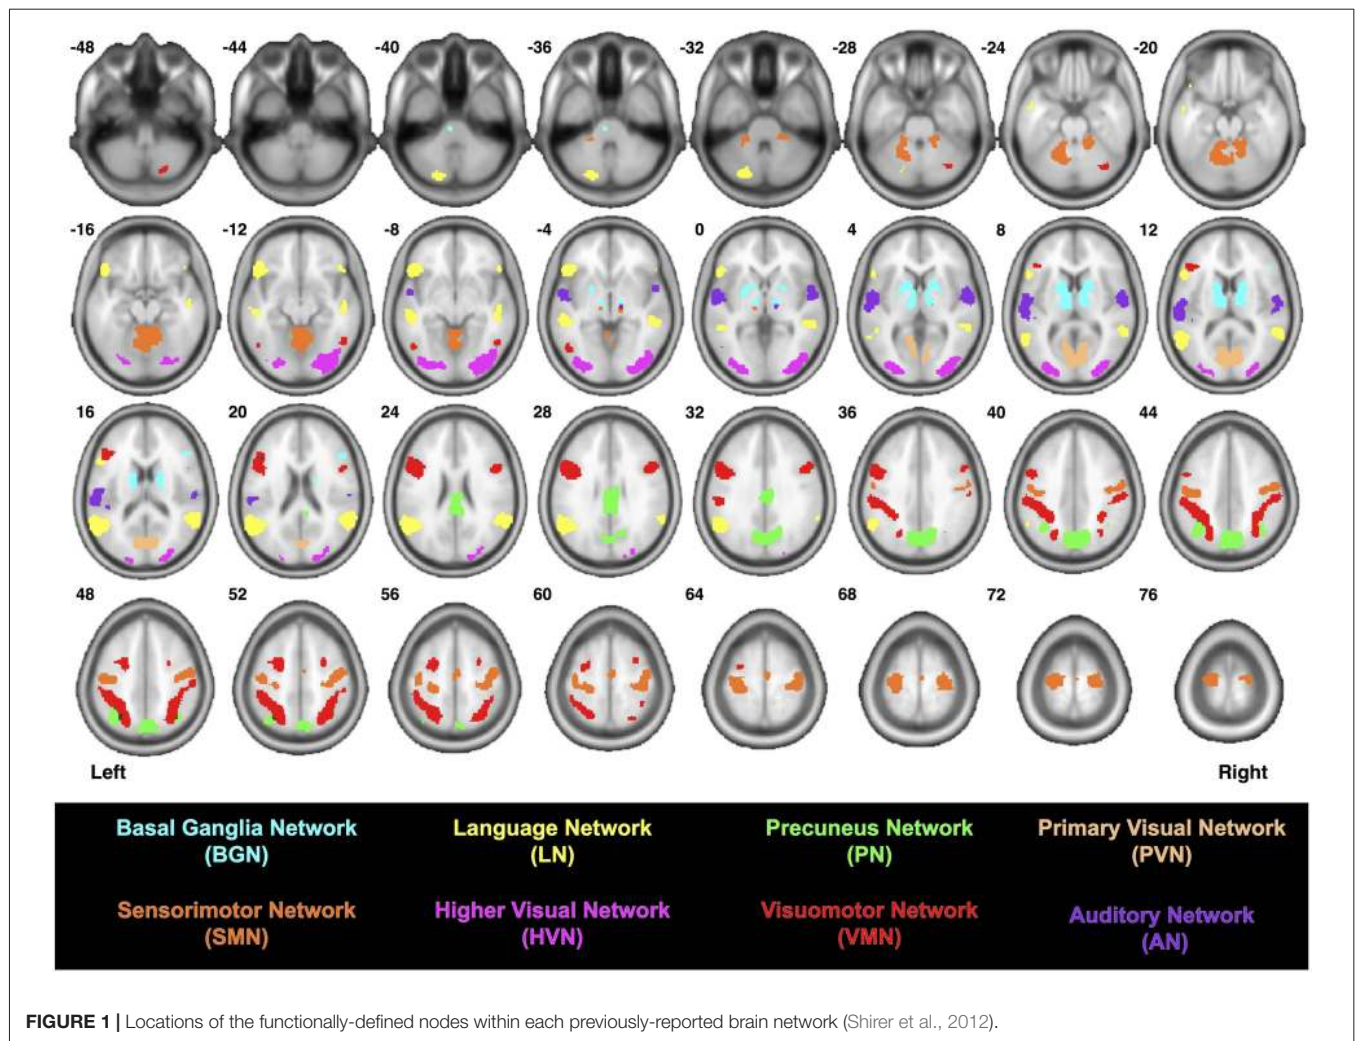 -48 -44 -40 -36 -32 -28 -24 -20
-16 -12 -8 -4 0 4 8 12
16 20 24 28 32 36 40 44
48 52 56 60 64 68 72 76
Left Right
Basal Ganglia Network Language Network Precuneus Network Primary Visual Network
(BGN) (LN) (PN) (PVN)
Sensorimotor Network Higher Visual Network Visuomotor Network Auditory Network
(SMN) (HVN) (VMN) (AN)
FIGURE 1 | Locations of the functionally-defined nodes within each previously-reported brain network (Shirer et al., 2012).